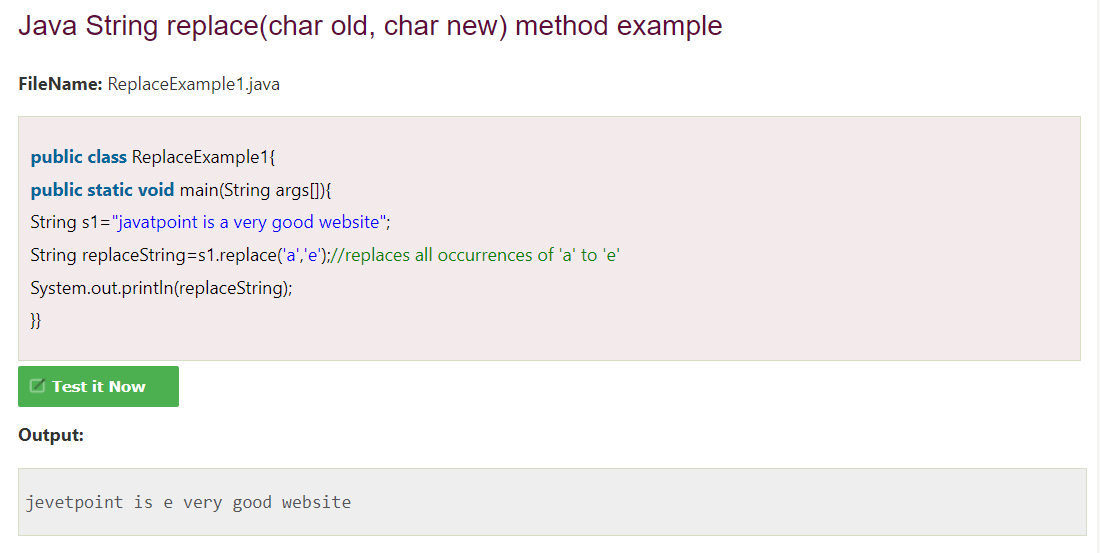 Java String replace(char old, char new) method example
FileName: ReplaceExample1.java
public class ReplaceExample1{
public static void main(String args[]){
String s1="javatpoint is a very good website";
String replaceString=s1.replace('a','e');//replaces all occurrences of 'a' to 'e'
System.out.println(replaceString);
}}
Test it Now
Output:
jevetpoint is e very good website